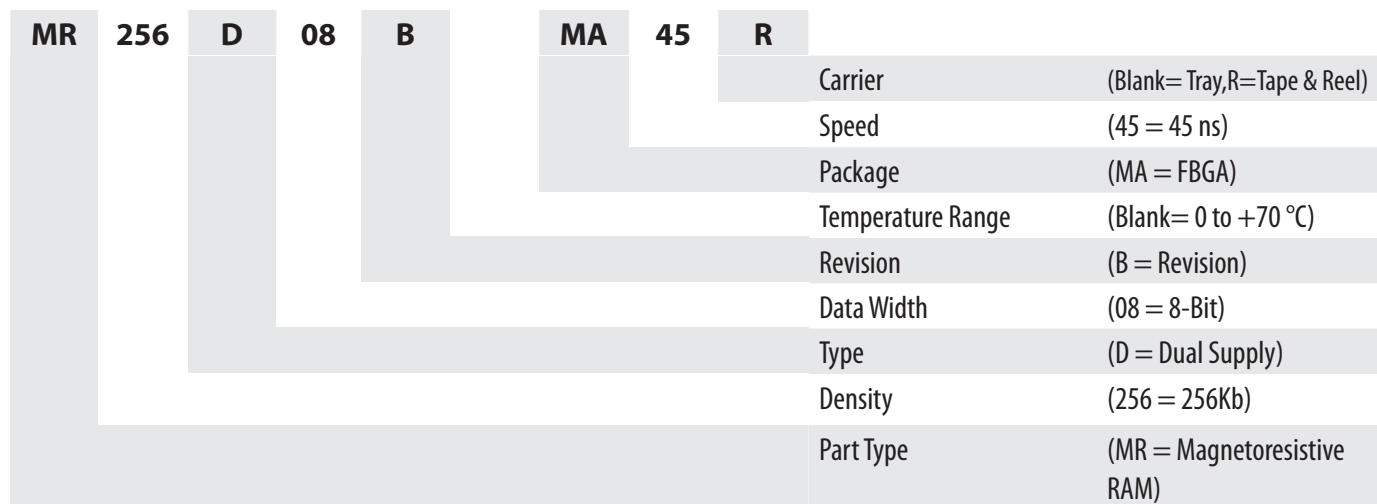 MR 256 D 08 B MA 45 R
Carrier (Blank= Tray,R=Tape & Reel)
Speed (45 = 45 ns)
Package (MA = FBGA)
Temperature Range (Blank= 0 to +70 °C)
Revision (B = Revision)
Data Width (08 = 8-Bit)
Type (D = Dual Supply)
Density (256 = 256Kb)
Part Type (MR = Magnetoresistive
RAM)